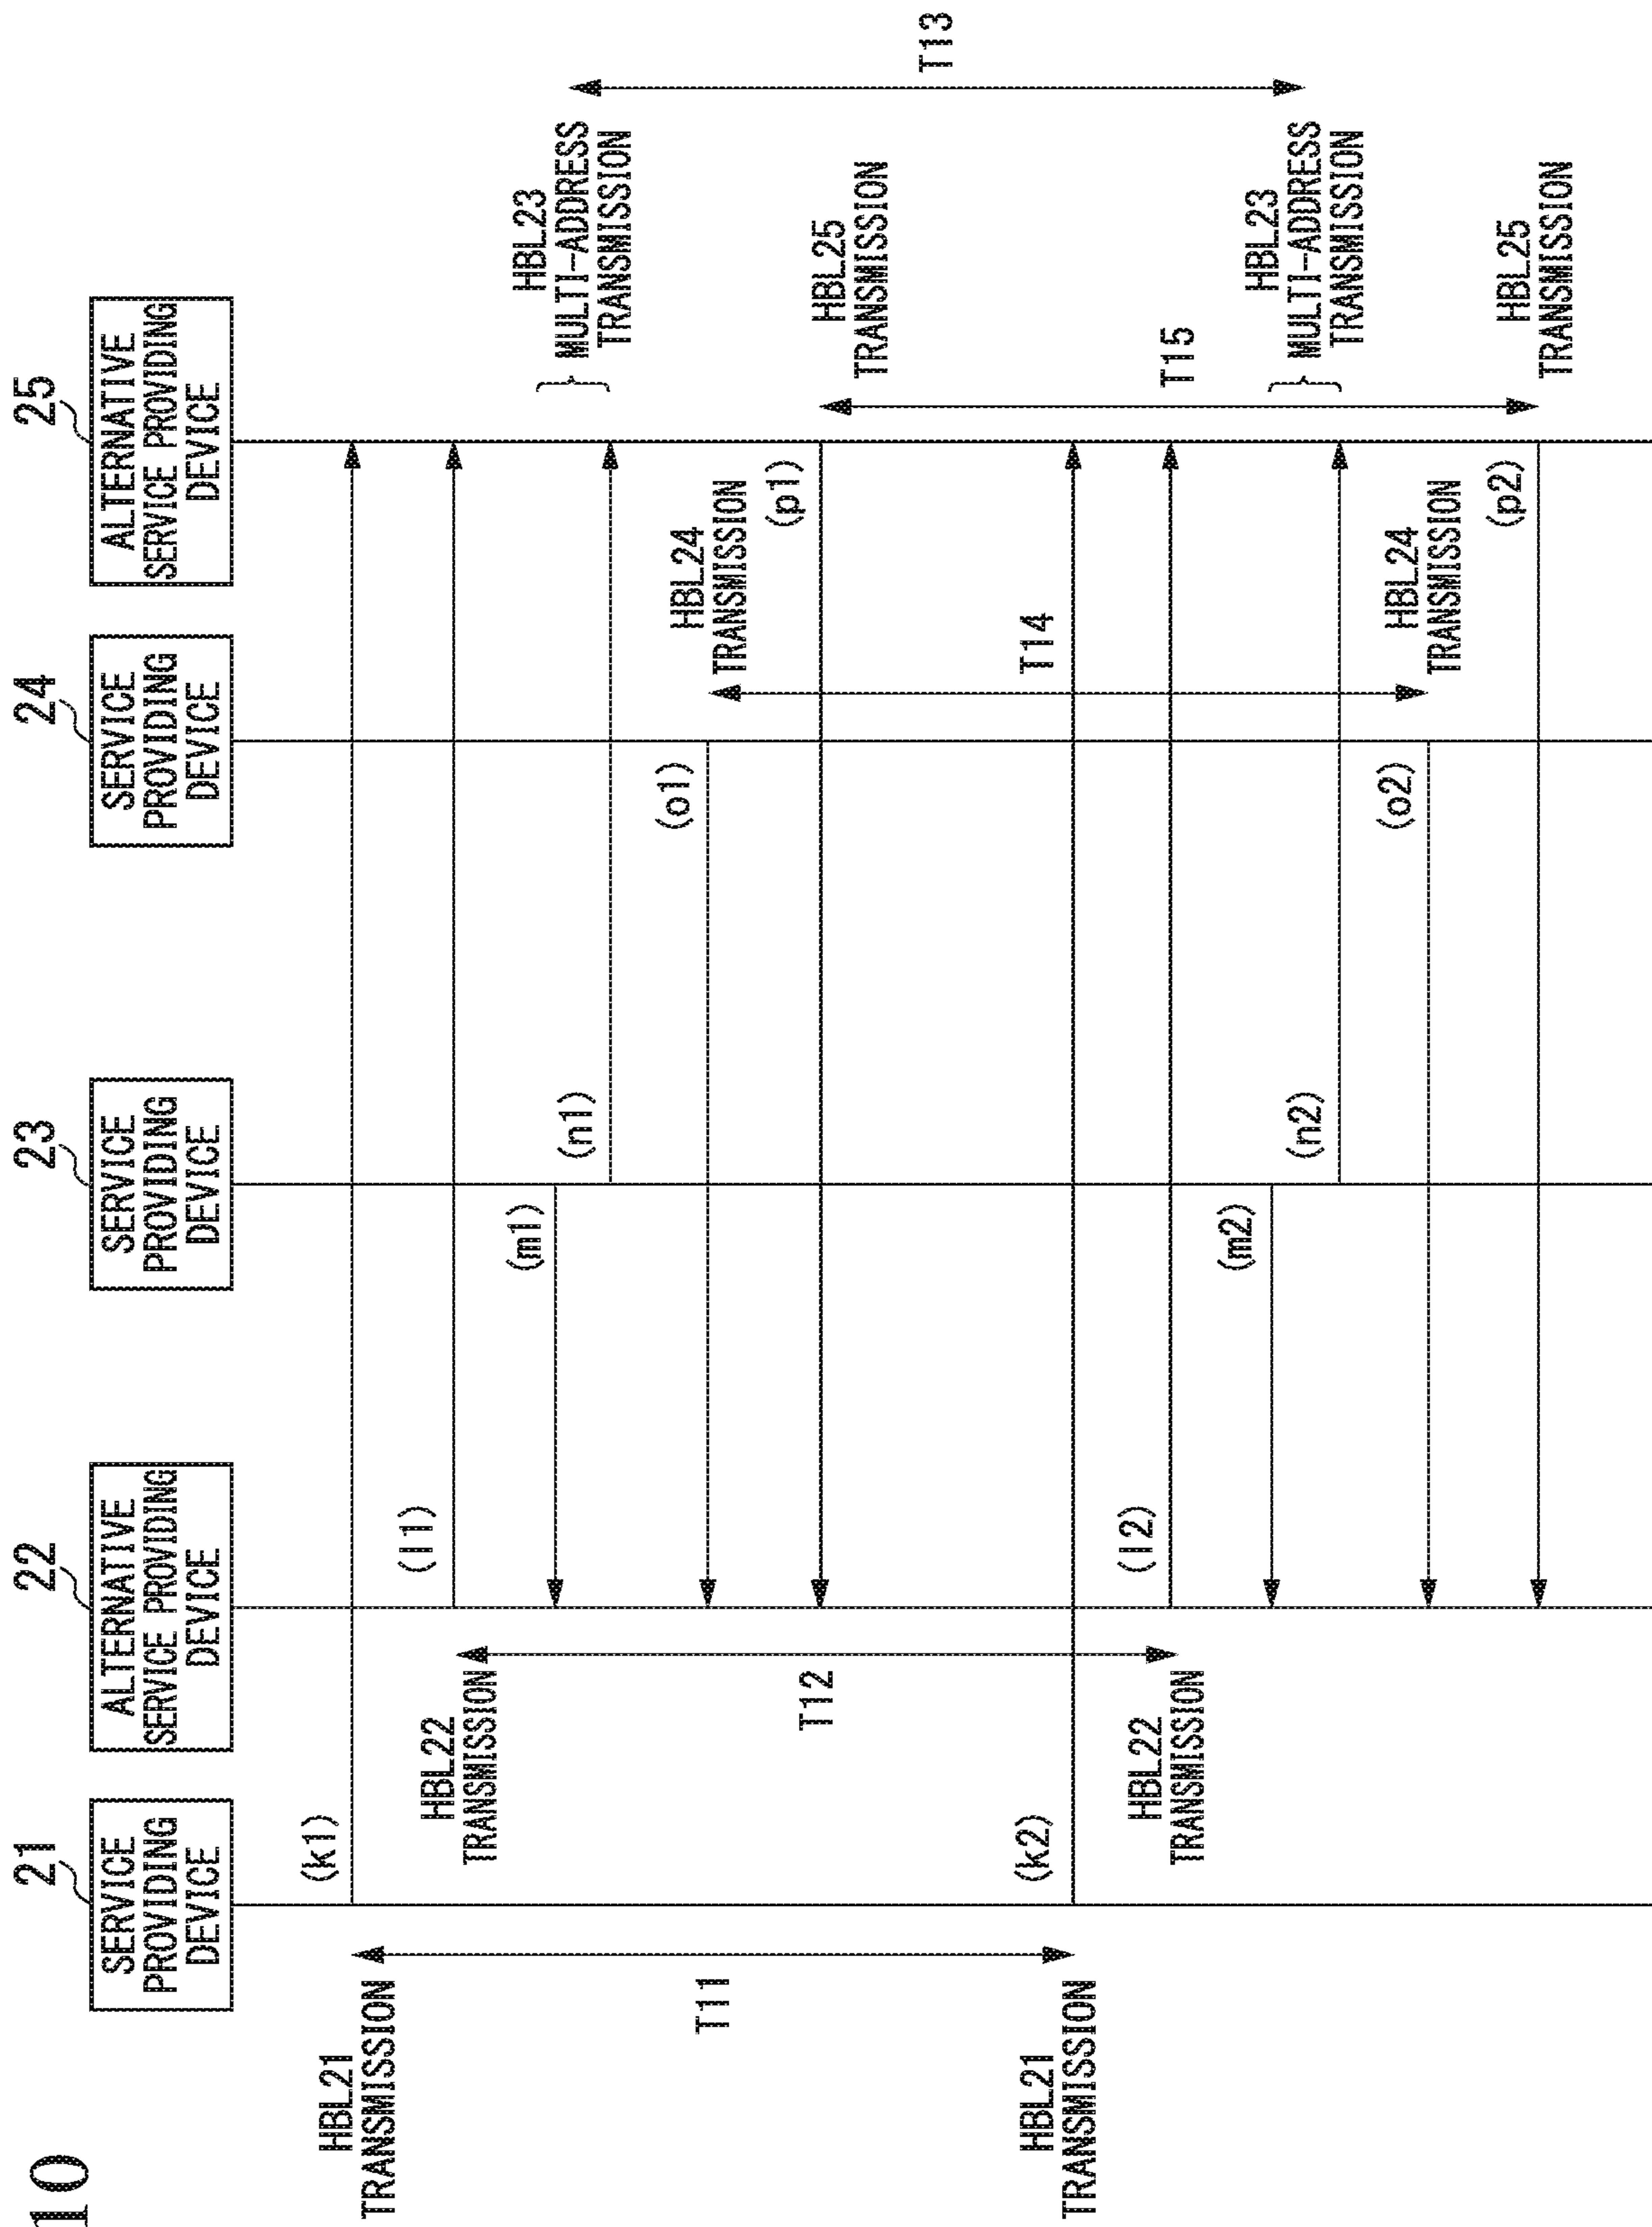 10
21
SERVICE
PROVIDING
DEVICE
22
ALTERNATIVE
SERVICE PROVIDING
DEVICE
23
SERVICE
PROVIDING
DEVICE
24
SERVICE
PROVIDING
DEVICE
25
ALTERNATIVE
SERVICE PROVIDING
DEVICE
HBL21
TRANSMISSION
(k1)
HBL22
TRANSMISSION
(l1)
(m1)
(n1)
HBL23
MULTI-ADDRESS
TRANSMISSION
(o1)
HBL24
TRANSMISSION
(p1)
HBL25
TRANSMISSION
T11
T12
T13
T14
T15
HBL21
TRANSMISSION
(k2)
HBL22
TRANSMISSION
(l2)
(m2)
(n2)
HBL23
MULTI-ADDRESS
TRANSMISSION
(o2)
HBL24
TRANSMISSION
(p2)
HBL25
TRANSMISSION